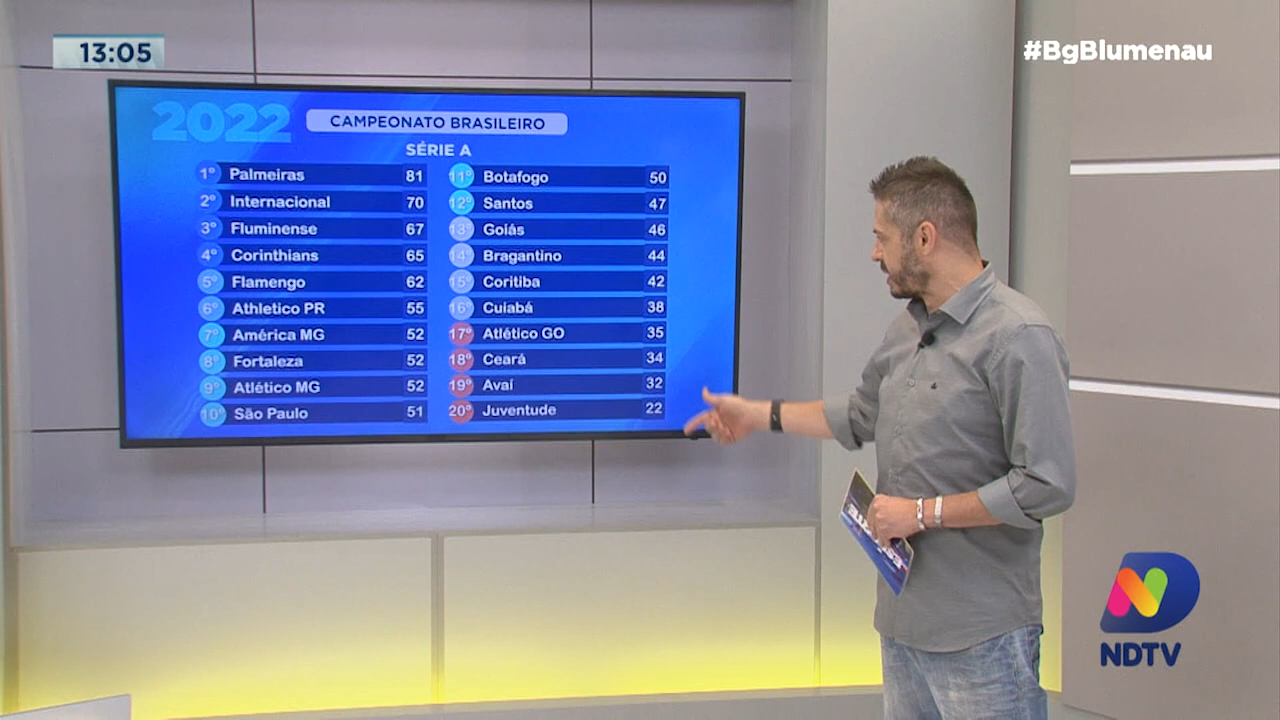 13:05
#BgBlumenau
2022
CAMPEONATO BRASILEIRO
SÉRIE A
1º Palmeiras 81
2º Internacional 70
3º Fluminense 67
4º Corinthians 65
5º Flamengo 62
6º Athletico PR 55
7º América MG 52
8º Fortaleza 52
9º Atlético MG 52
10º São Paulo 51
11º Botafogo 50
12º Santos 47
13º Goiás 46
14º Bragantino 44
15º Coritiba 42
16º Cuiabá 38
17º Atlético GO 35
18º Ceará 34
19º Avaí 32
20º Juventude 22
NDTV